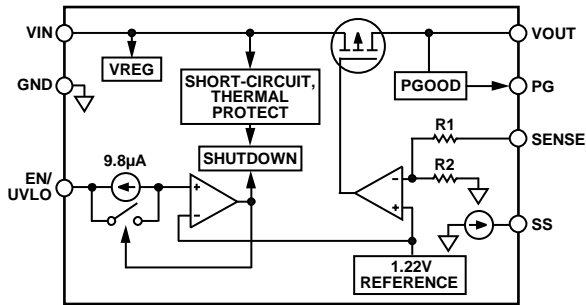 VIN
VOUT
VREG
GND
SHORT-CIRCUIT,
THERMAL
PROTECT
PGOOD
PG
R1
SENSE
SHUTDOWN
R2
9.8µA
EN/
UVLO
+
–
–
+
SS
1.22V
REFERENCE